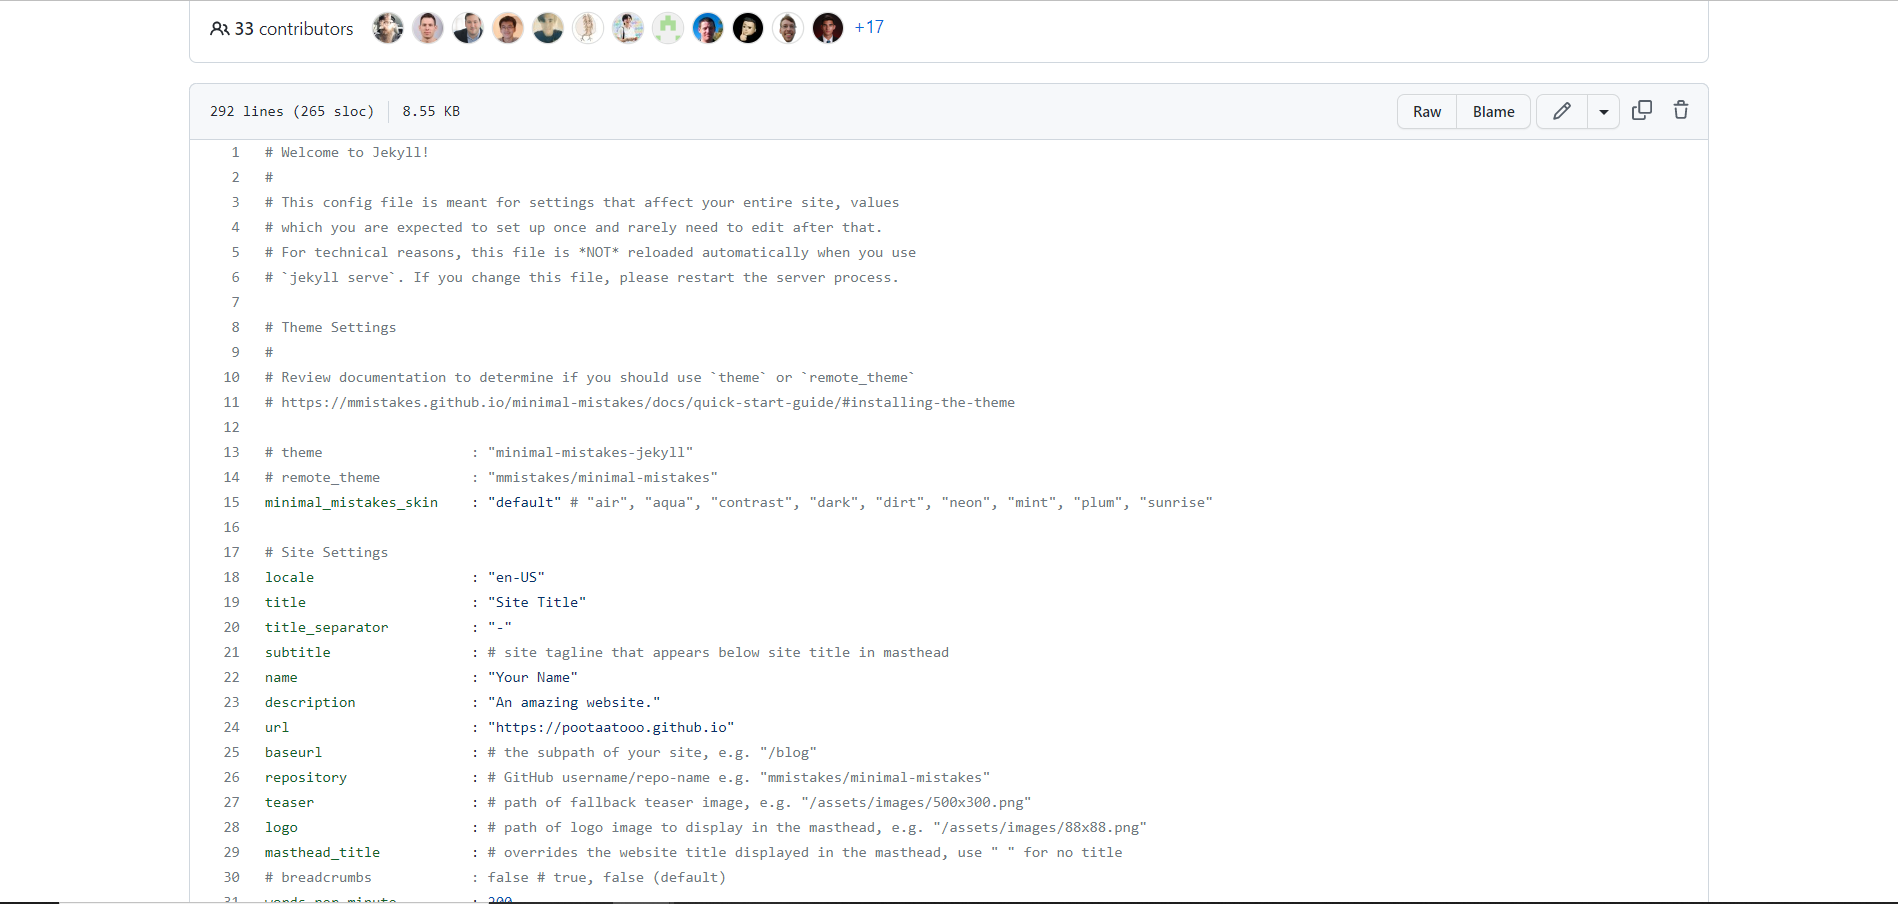 33 contributors +17
292 lines (265 sloc) 8.55 KB Raw Blame
1 # Welcome to Jekyll!
2 #
3 # This config file is meant for settings that affect your entire site, values
4 # which you are expected to set up once and rarely need to edit after that.
5 # For technical reasons, this file is *NOT* reloaded automatically when you use
6 # `jekyll serve`. If you change this file, please restart the server process.
7
8 # Theme Settings
9 #
10 # Review documentation to determine if you should use `theme` or `remote_theme`
11 # https://mmistakes.github.io/minimal-mistakes/docs/quick-start-guide/#installing-the-theme
12
13 # theme : "minimal-mistakes-jekyll"
14 # remote_theme : "mmistakes/minimal-mistakes"
15 minimal_mistakes_skin : "default" # "air", "aqua", "contrast", "dark", "dirt", "neon", "mint", "plum", "sunrise"
16
17 # Site Settings
18 locale : "en-US"
19 title : "Site Title"
20 title_separator : "-"
21 subtitle : # site tagline that appears below site title in masthead
22 name : "Your Name"
23 description : "An amazing website."
24 url : "https://pootaatooo.github.io"
25 baseurl : # the subpath of your site, e.g. "/blog"
26 repository : # GitHub username/repo-name e.g. "mmistakes/minimal-mistakes"
27 teaser : # path of fallback teaser image, e.g. "/assets/images/500x300.png"
28 logo : # path of logo image to display in the masthead, e.g. "/assets/images/88x88.png"
29 masthead_title : # overrides the website title displayed in the masthead, use " " for no title
30 # breadcrumbs : false # true, false (default)
31 words_per_minute : 200